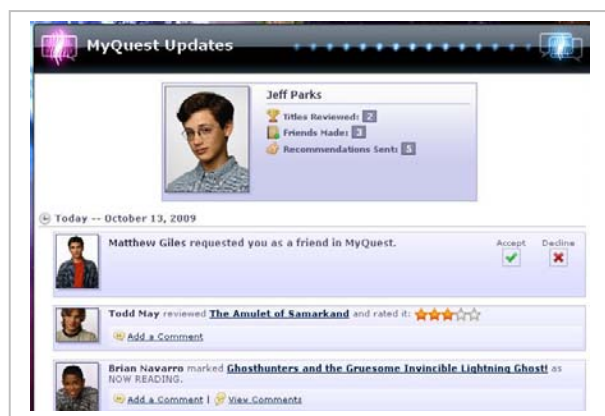 MyQuest Updates
Jeff Parks
Titles Reviewed: 2
Friends Made: 3
Recommendations Sent: 5
Today -- October 13, 2009
Matthew Giles requested you as a friend in MyQuest.
Accept Decline
Todd May reviewed The Amulet of Samarkand and rated it:
Add a Comment
Brian Navarro marked Ghosthunters and the Gruesome Invincible Lightning Ghost! as
NOW READING.
Add a Comment | View Comments